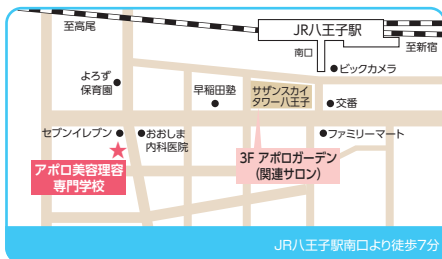 至高尾
JR八王子駅
南口
至新宿
ビックカメラ
よろず
保育園
早稲田塾
サザンスカイ
タワー八王子
交番
セブンイレブン
おおしま
内科医院
ファミリーマート
アポロ美容理容
専門学校
3F アポロガーデン
(関連サロン)
JR八王子駅南口より徒歩7分